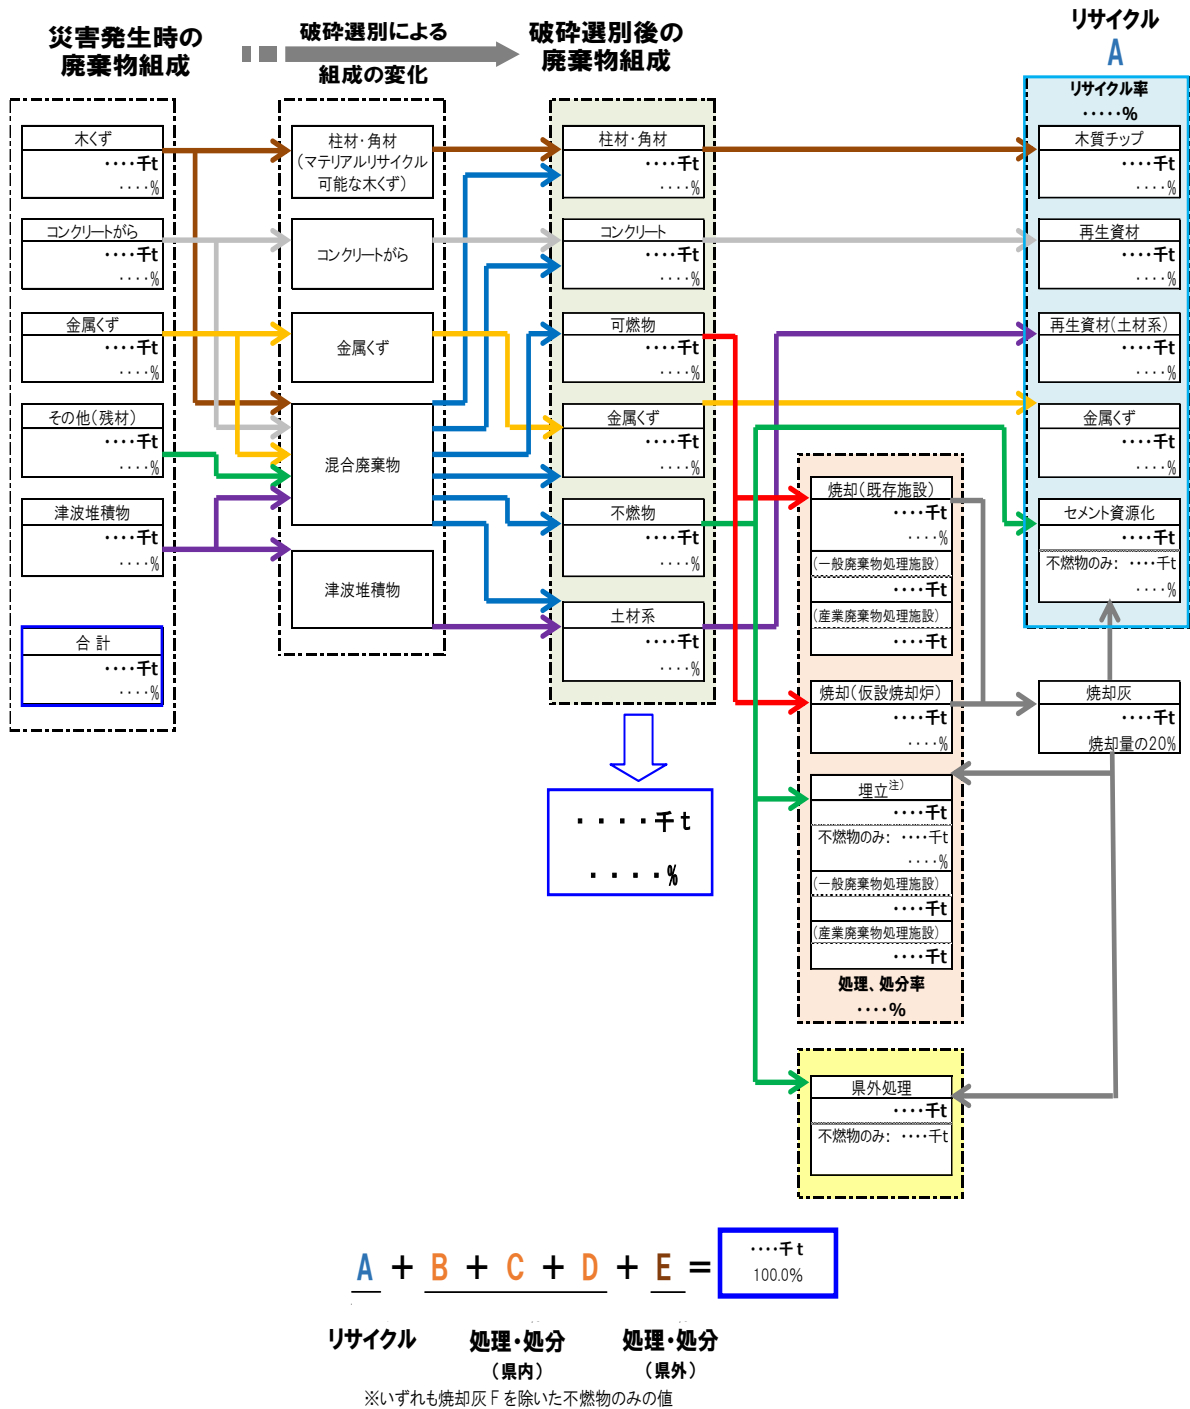 災害発生時の
廃棄物組成
破砕選別による
組成の変化
破砕選別後の
廃棄物組成
リサイクル
A
木くず
‥‥千t
‥‥%
コンクリートがら
‥‥千t
‥‥%
金属くず
‥‥千t
‥‥%
その他(残材)
‥‥千t
‥‥%
津波堆積物
‥‥千t
‥‥%
合 計
‥‥千t
‥‥%
柱材・角材
(マテリアルリサイクル
可能な木くず)
コンクリートがら
金属くず
混合廃棄物
津波堆積物
柱材・角材
‥‥千t
‥‥%
コンクリート
‥‥千t
‥‥%
可燃物
‥‥千t
‥‥%
金属くず
‥‥千t
‥‥%
不燃物
‥‥千t
‥‥%
土材系
‥‥千t
‥‥%
・・・・千t
・・・・%
焼却(既存施設)
‥‥千t
‥‥%
(一般廃棄物処理施設)
‥‥千t
(産業廃棄物処理施設)
‥‥千t
焼却(仮設焼却炉)
‥‥千t
‥‥%
埋立注)
‥‥千t
不燃物のみ: ‥‥千t
‥‥%
(一般廃棄物処理施設)
‥‥千t
(産業廃棄物処理施設)
‥‥千t
処理、処分率
‥‥%
県外処理
‥‥千t
不燃物のみ: ‥‥千t
リサイクル率
‥‥・%
木質チップ
‥‥千t
‥‥%
再生資材
‥‥千t
‥‥%
再生資材(土材系)
‥‥千t
‥‥%
金属くず
‥‥千t
‥‥%
セメント資源化
‥‥千t
不燃物のみ: ‥‥千t
‥‥%
焼却灰
‥‥千t
焼却量の20%
A + B + C + D + E =
‥‥千t
100.0%
リサイクル
処理・処分
(県内)
処理・処分
(県外)
※いずれも焼却灰Fを除いた不燃物のみの値